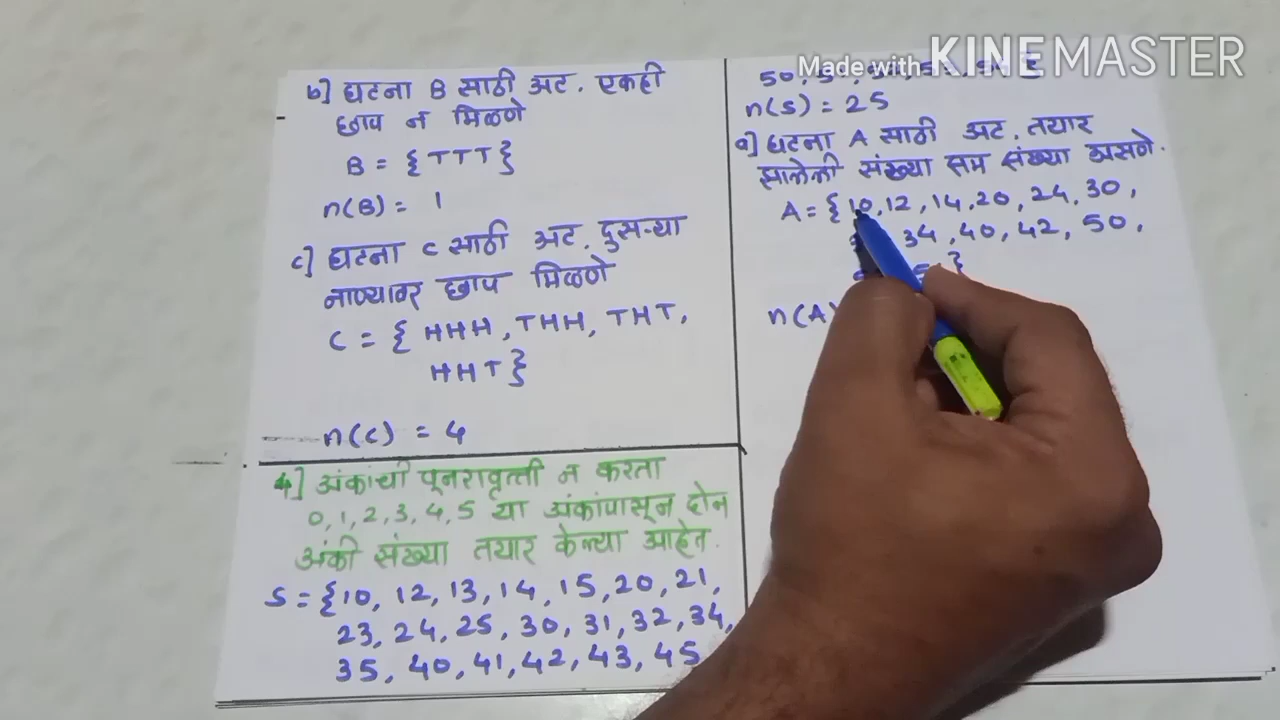 Made with KINEMASTER
b] घटना B साठी अट. एकही
छाप न मिळणे
B = { TTT }
n(B) = 1
c] घटना C साठी अट. दुसऱ्या
नाण्यावर छाप मिळणे
C = { HHH, THH, THT,
HHT }
n(C) = 4
4] अंकांची पूनरावृत्ती न करता
0, 1, 2, 3, 4, 5 या अंकांपासून दोन
अंकी संख्या तयार केल्या आहेत.
S = { 10, 12, 13, 14, 15, 20, 21,
23, 24, 25, 30, 31, 32, 34,
35, 40, 41, 42, 43, 45
50,
n(S) = 25
a] घटना A साठी अट. तयार
झालेली संख्या सम संख्या असणे.
A = { 10, 12, 14, 20, 24, 30,
34, 40, 42, 50,
}
n(A)